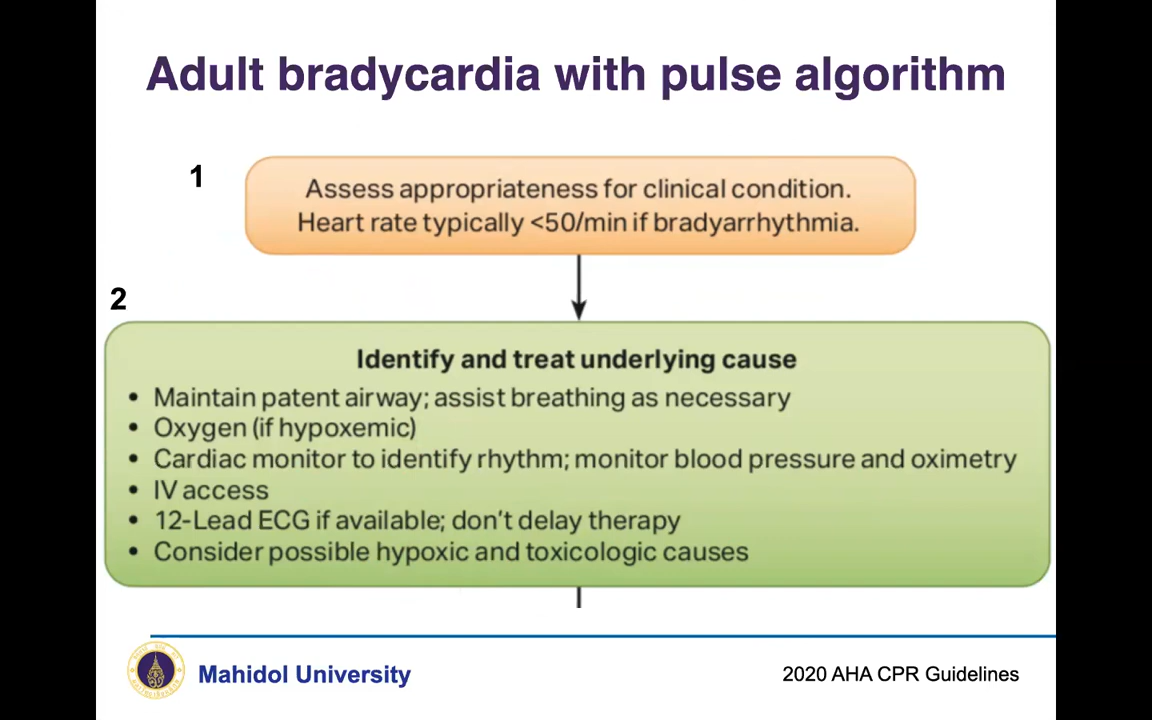 Adult bradycardia with pulse algorithm
1
Assess appropriateness for clinical condition.
Heart rate typically <50/min if bradyarrhythmia.
2
Identify and treat underlying cause
• Maintain patent airway; assist breathing as necessary
• Oxygen (if hypoxemic)
• Cardiac monitor to identify rhythm; monitor blood pressure and oximetry
• IV access
• 12-Lead ECG if available; don’t delay therapy
• Consider possible hypoxic and toxicologic causes
Mahidol University
2020 AHA CPR Guidelines